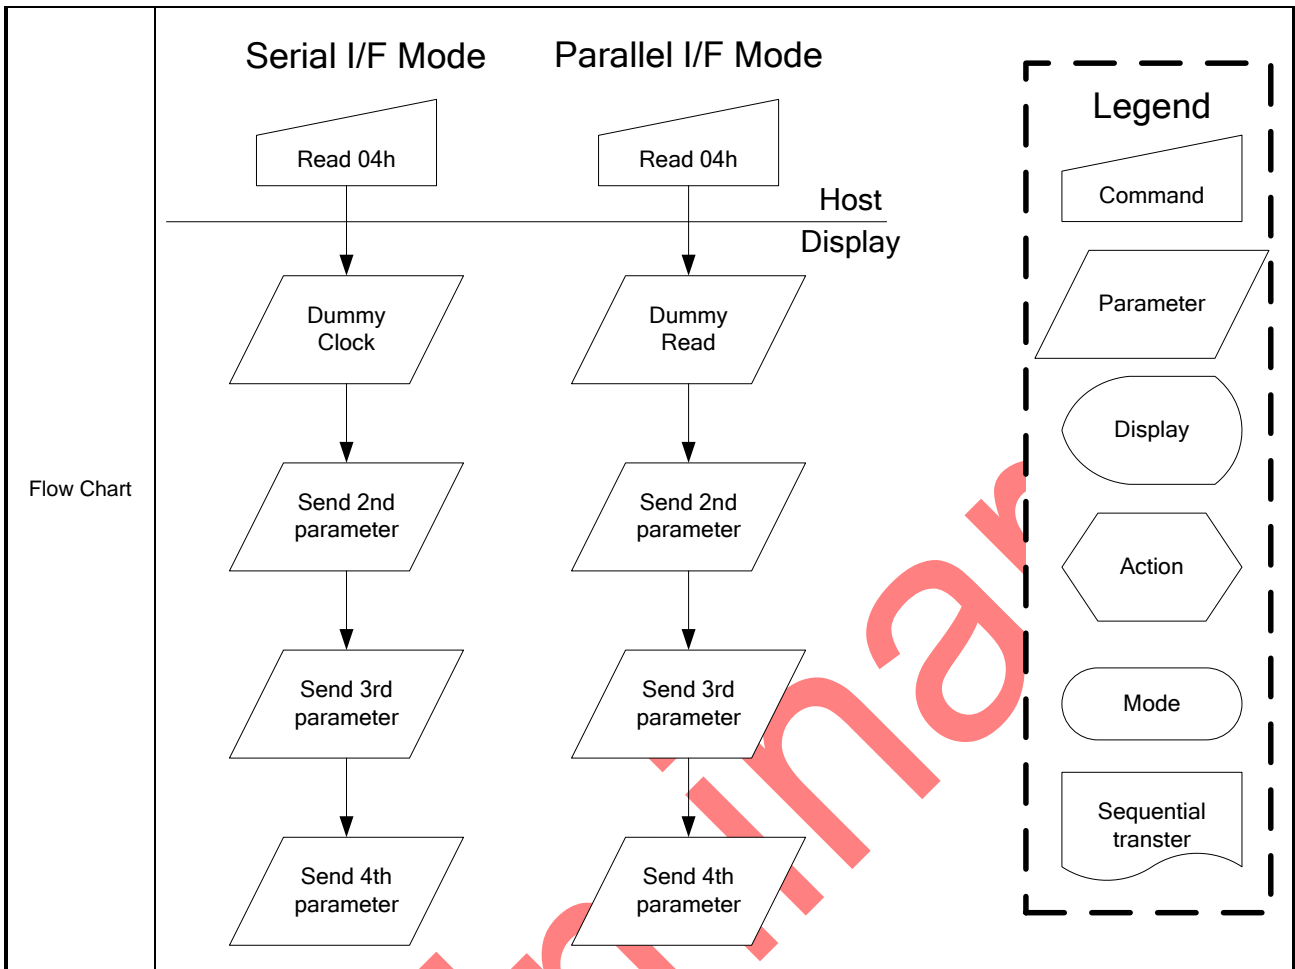 Flow Chart
Serial I/F Mode
Parallel I/F Mode
Read 04h
Read 04h
Host
Display
Dummy
Clock
Dummy
Read
Send 2nd
parameter
Send 2nd
parameter
Send 3rd
parameter
Send 3rd
parameter
Send 4th
parameter
Send 4th
parameter
Legend
Command
Parameter
Display
Action
Mode
Sequential
transter